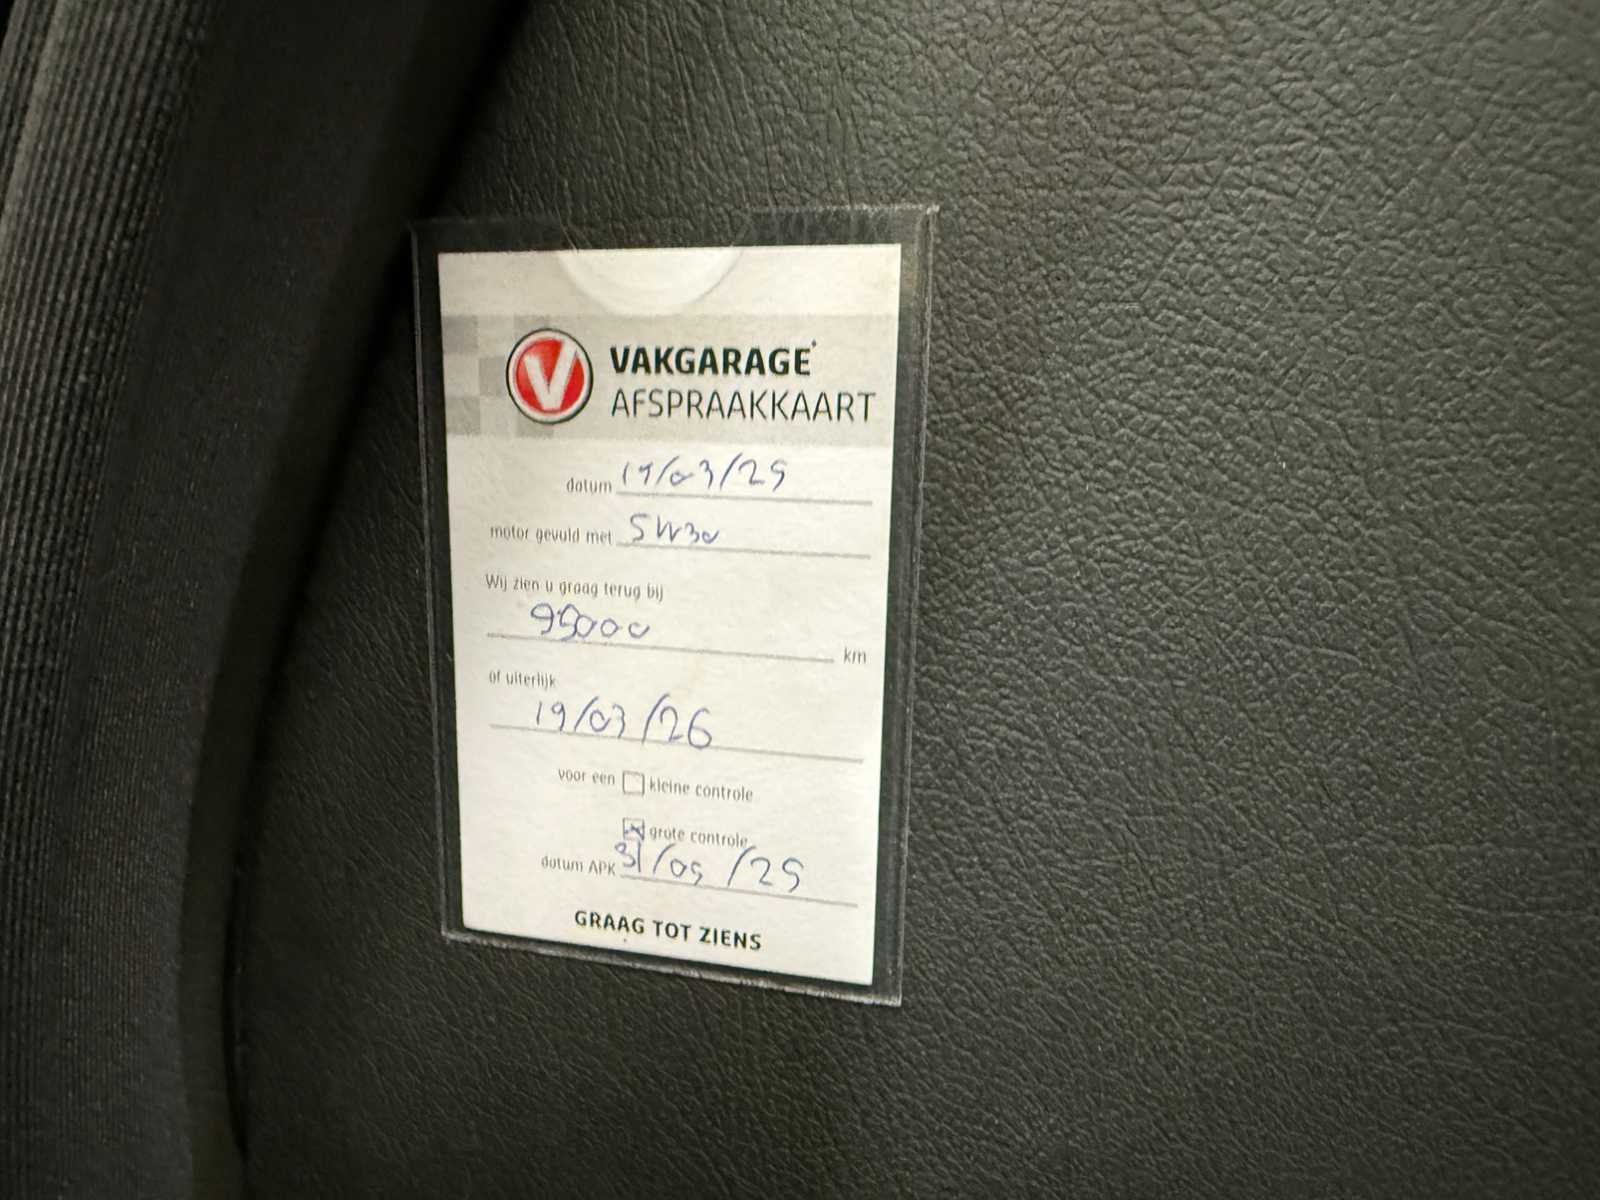 V
VAKGARAGE
AFSPRAAKKAART
datum 19/03/25
motor gevuld met 5W30
Wij zien u graag terug bij
95000 km
of uiterlijk
19/03/26
voor een kleine controle
grote controle
datum APK 31/05/25
GRAAG TOT ZIENS